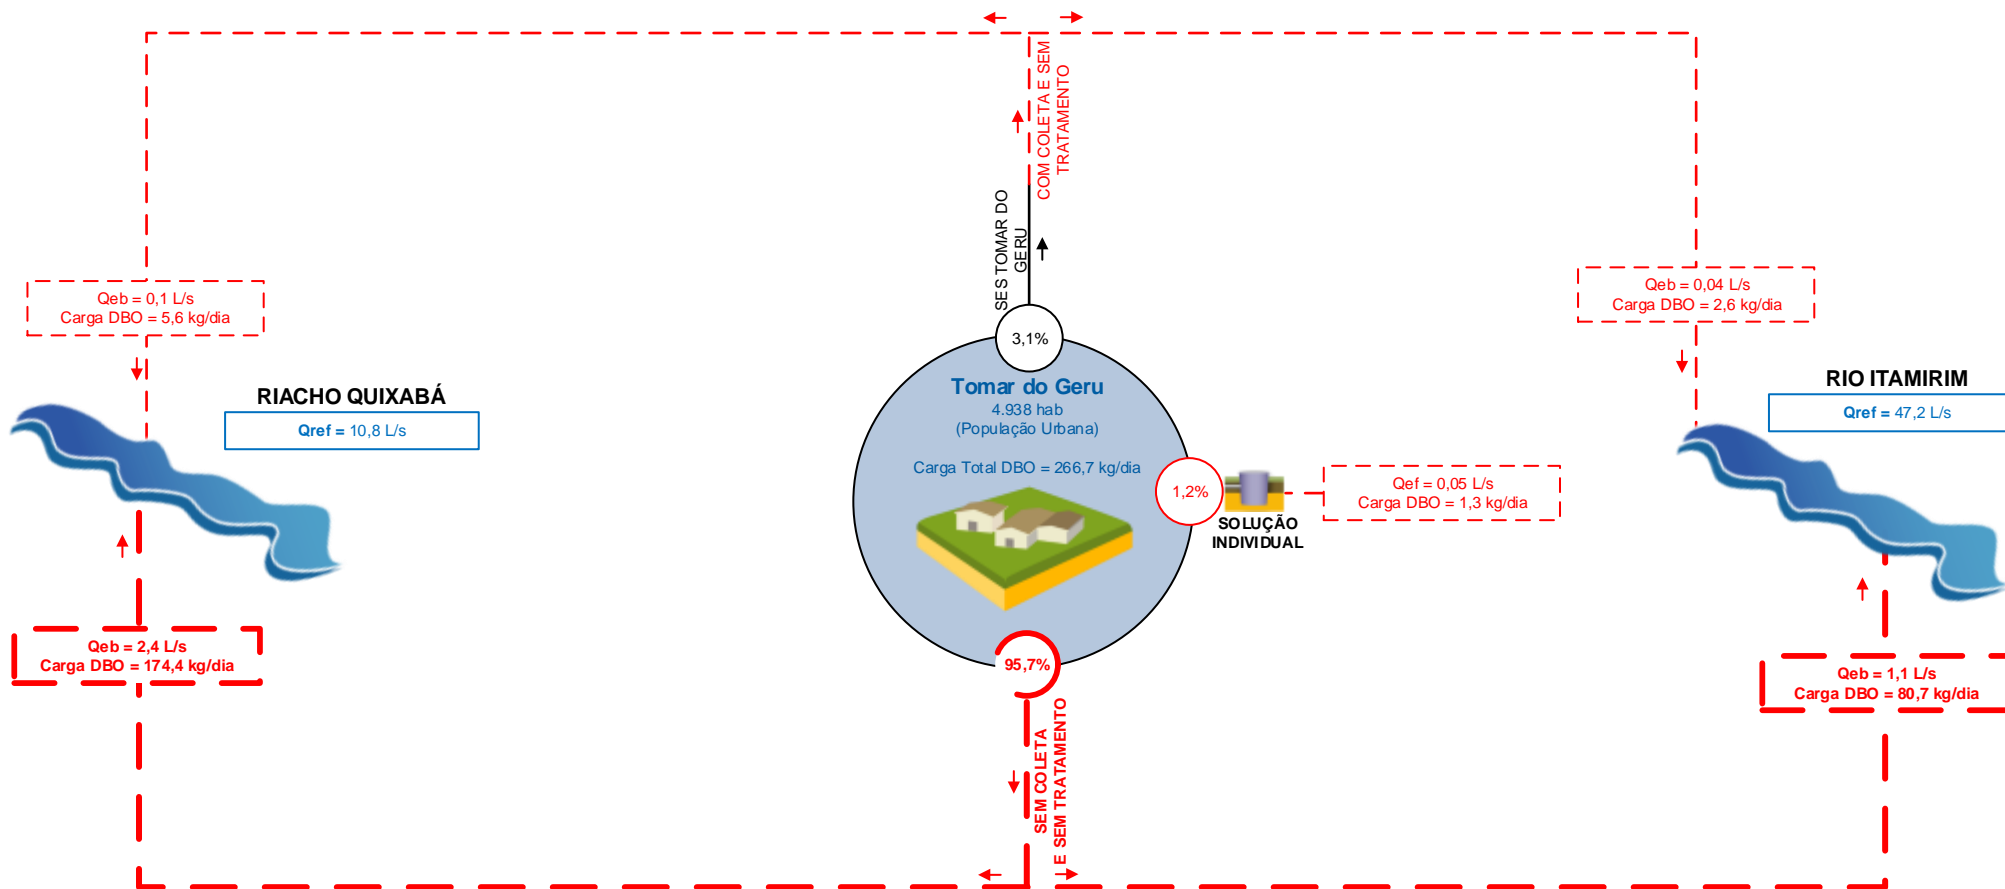 COM COLETA E SEM
TRATAMENTO
SES TOMAR DO
GERU
Qeb = 0,1 L/s
Carga DBO = 5,6 kg/dia
Qeb = 0,04 L/s
Carga DBO = 2,6 kg/dia
3,1%
RIACHO QUIXABÁ
Qref = 10,8 L/s
Tomar do Geru
4.938 hab
(População Urbana)
Carga Total DBO = 266,7 kg/dia
RIO ITAMIRIM
Qref = 47,2 L/s
1,2%
SOLUÇÃO
INDIVIDUAL
Qef = 0,05 L/s
Carga DBO = 1,3 kg/dia
Qeb = 2,4 L/s
Carga DBO = 174,4 kg/dia
95,7%
Qeb = 1,1 L/s
Carga DBO = 80,7 kg/dia
SEM COLETA
E SEM TRATAMENTO